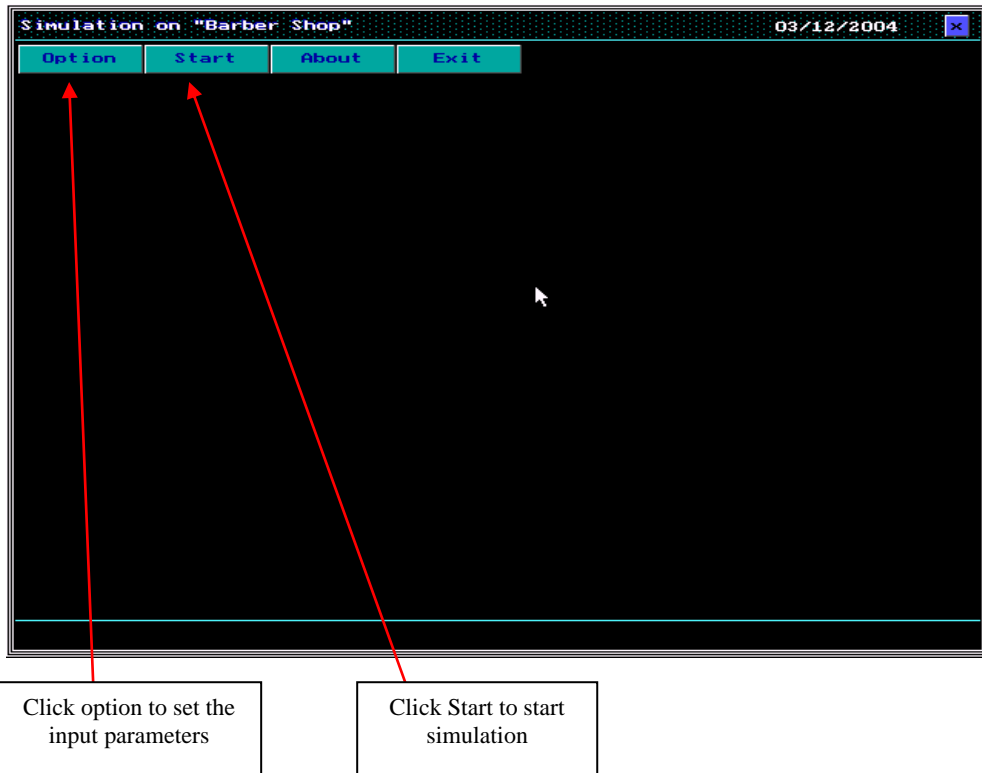 Simulation on "Barber Shop" 03/12/2004 ×
Option Start About Exit
Click option to set the
input parameters
Click Start to start
simulation